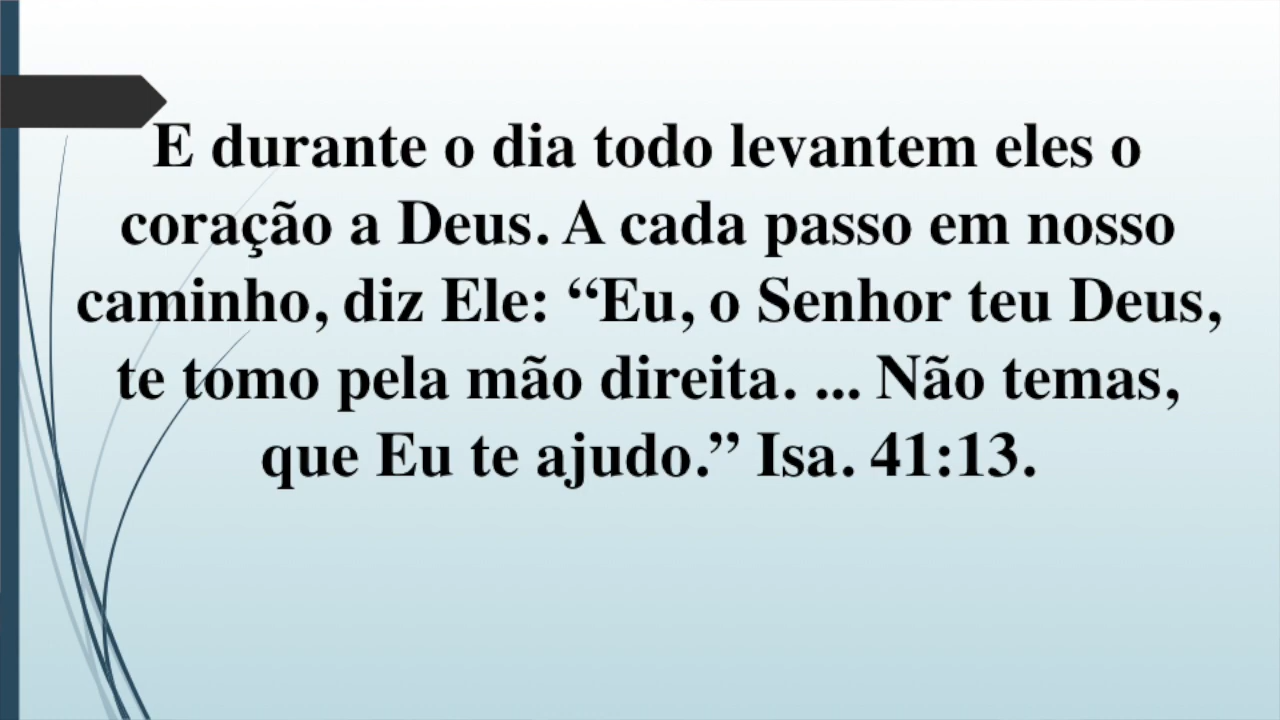 E durante o dia todo levantem eles o
coração a Deus. A cada passo em nosso
caminho, diz Ele: “Eu, o Senhor teu Deus,
te tomo pela mão direita. ... Não temas,
que Eu te ajudo.” Isa. 41:13.